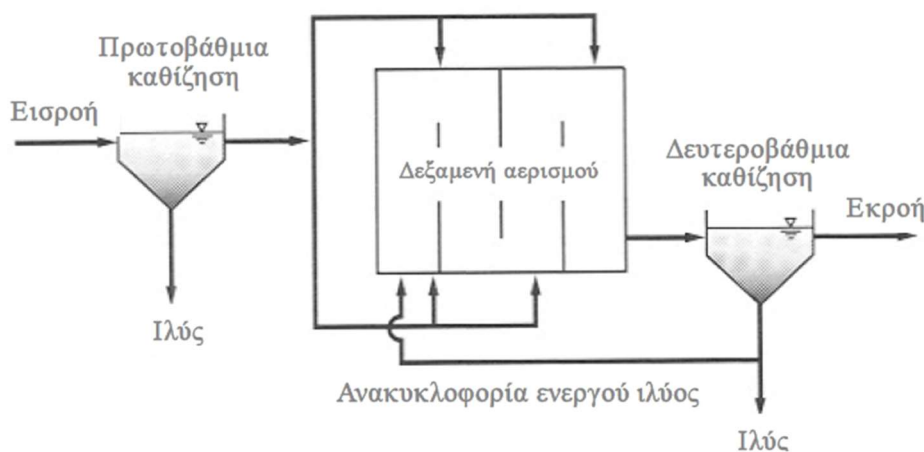 Πρωτοβάθμια
καθίζηση
Εισροή
Δεξαμενή αερισμού
Δευτεροβάθμια
καθίζηση
Εκροή
Ιλύς
Ανακυκλοφορία ενεργού ιλύος
Ιλύς